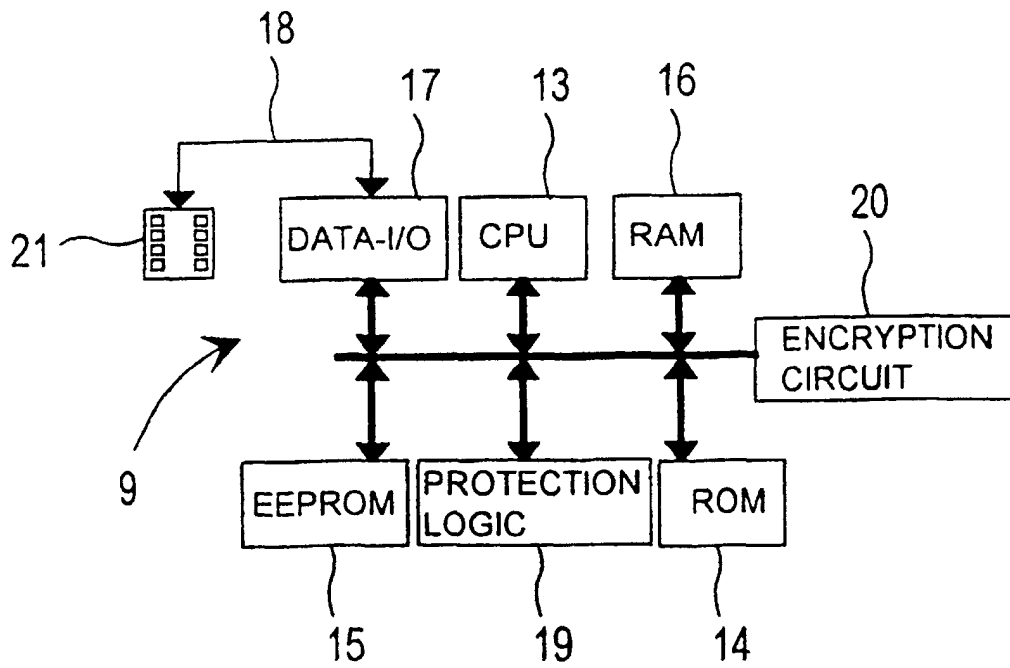 18
17
13
16
20
21
DATA-I/O
CPU
RAM
ENCRYPTION
CIRCUIT
9
EEPROM
PROTECTION
LOGIC
ROM
15
19
14